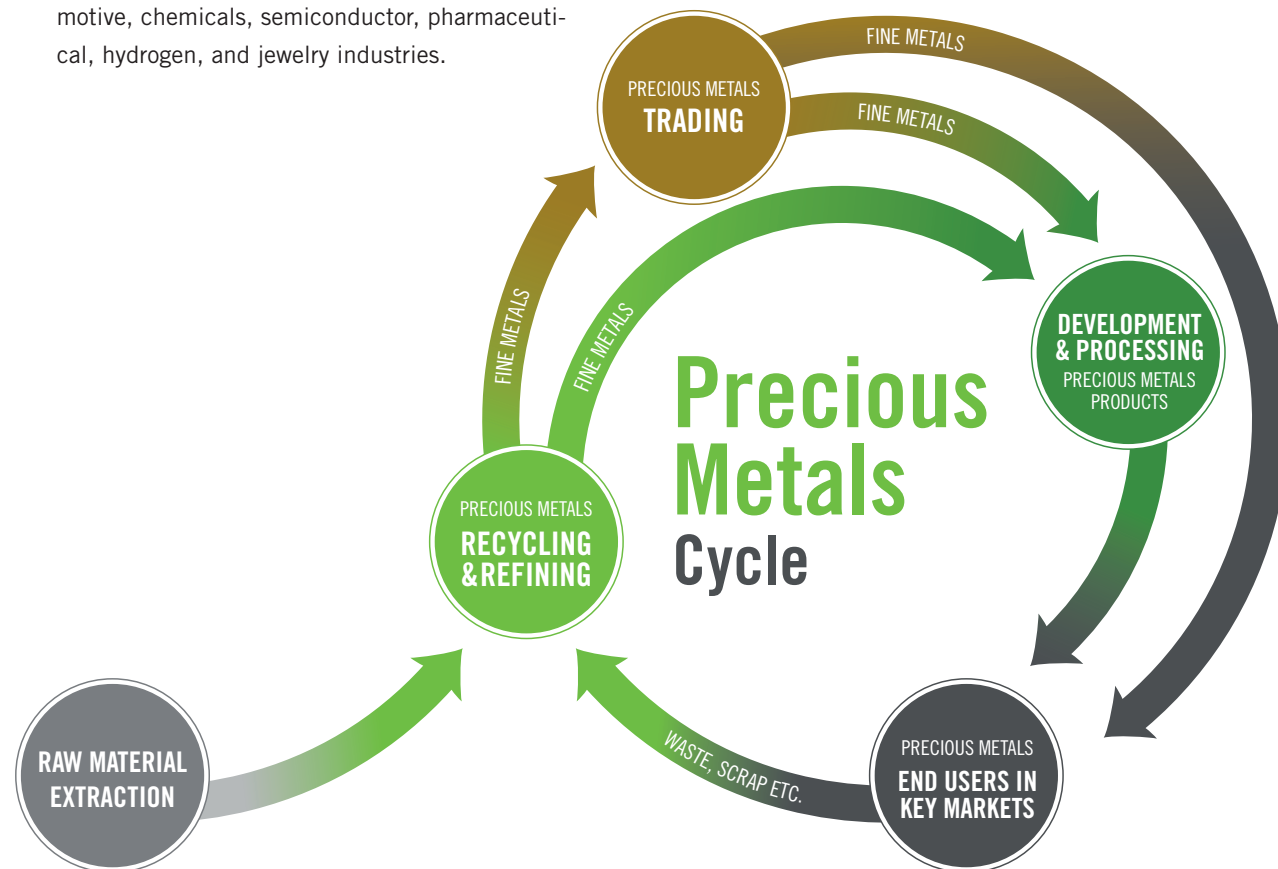 motive, chemicals, semiconductor, pharmaceuti-
cal, hydrogen, and jewelry industries.
FINE METALS
PRECIOUS METALS
TRADING
FINE METALS
FINE METALS
FINE METALS
DEVELOPMENT
& PROCESSING
PRECIOUS METALS
PRODUCTS
Precious
Metals
Cycle
PRECIOUS METALS
RECYCLING
&REFINING
RAW MATERIAL
EXTRACTION
WASTE, SCRAP ETC.
PRECIOUS METALS
END USERS IN
KEY MARKETS